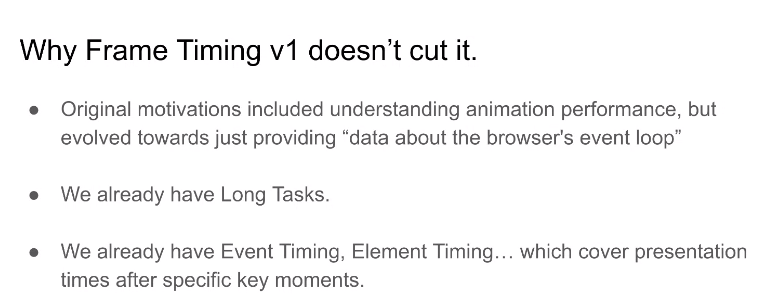 Why Frame Timing v1 doesn’t cut it.
● Original motivations included understanding animation performance, but
evolved towards just providing “data about the browser's event loop”
● We already have Long Tasks.
● We already have Event Timing, Element Timing… which cover presentation
times after specific key moments.